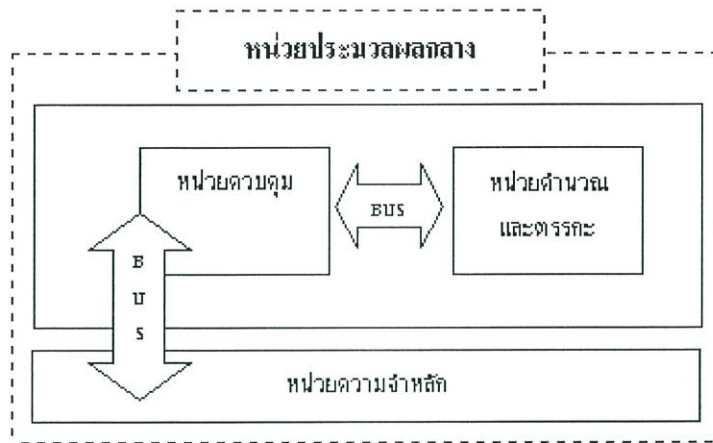 หน่วยประมวลผลกลาง
หน่วยควบคุม
BUS
หน่วยคำนวณ
และตรรกะ
B
U
S
หน่วยความจำหลัก